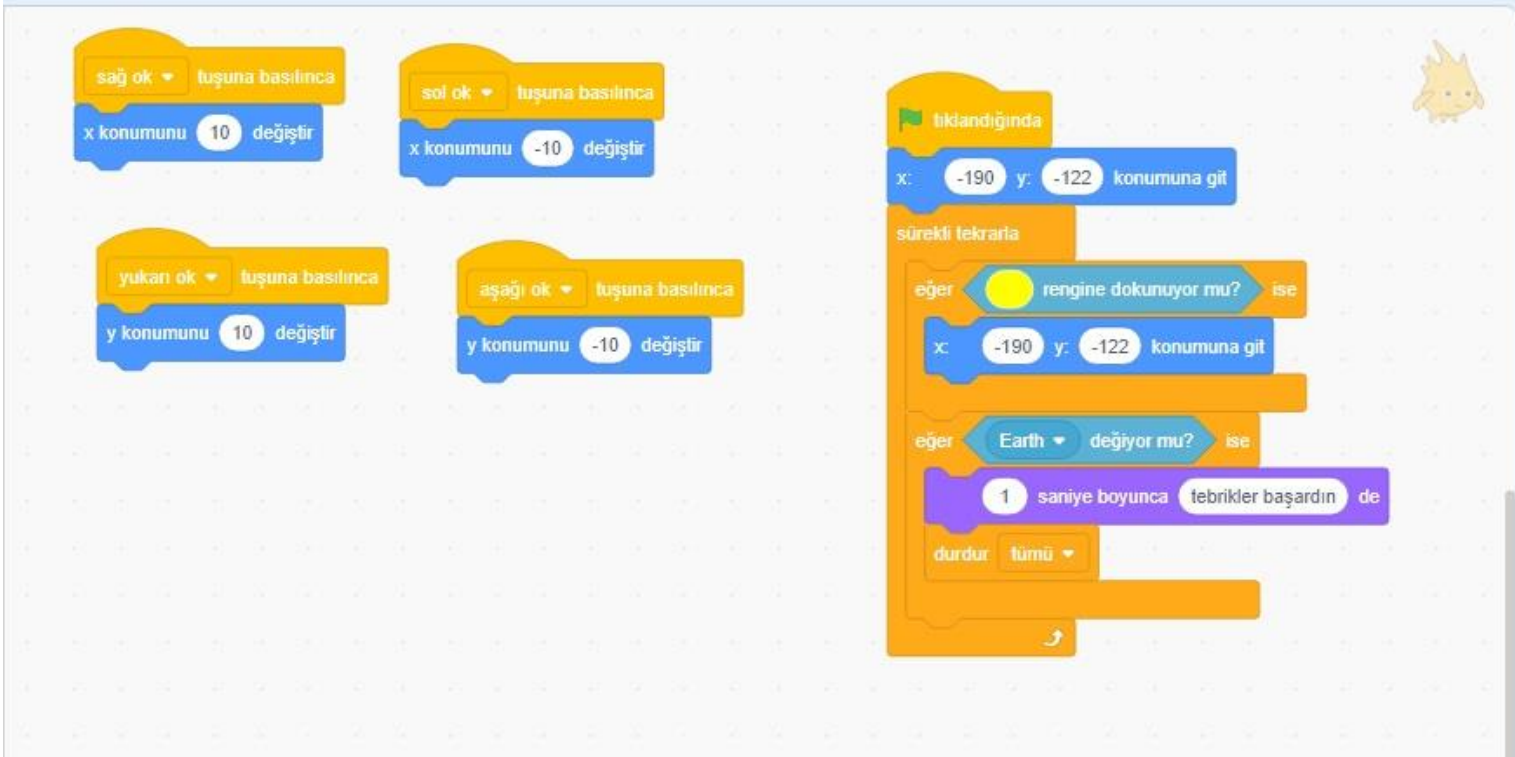 sağ ok tuşuna basılınca
x konumunu 10 değiştir
sol ok tuşuna basılınca
x konumunu -10 değiştir
yukarı ok tuşuna basılınca
y konumunu 10 değiştir
aşağı ok tuşuna basılınca
y konumunu -10 değiştir
tıklandığında
x: -190 y: -122 konumuna git
sürekli tekrarla
eğer rengine dokunuyor mu? ise
x: -190 y: -122 konumuna git
eğer Earth değiyor mu? ise
1 saniye boyunca tebrikler başardın de
durdur tümü